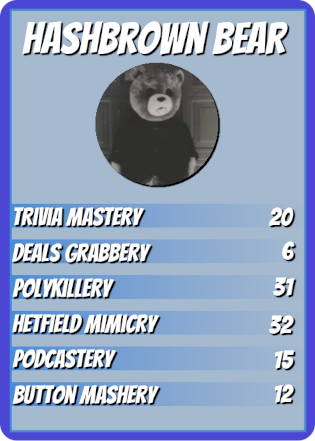 HASHBROWN BEAR
TRIVIA MASTERY 20
DEALS GRABBERY 6
POLYKILLERY 31
HETFIELD MIMICRY 32
PODCASTERY 15
BUTTON MASHERY 12